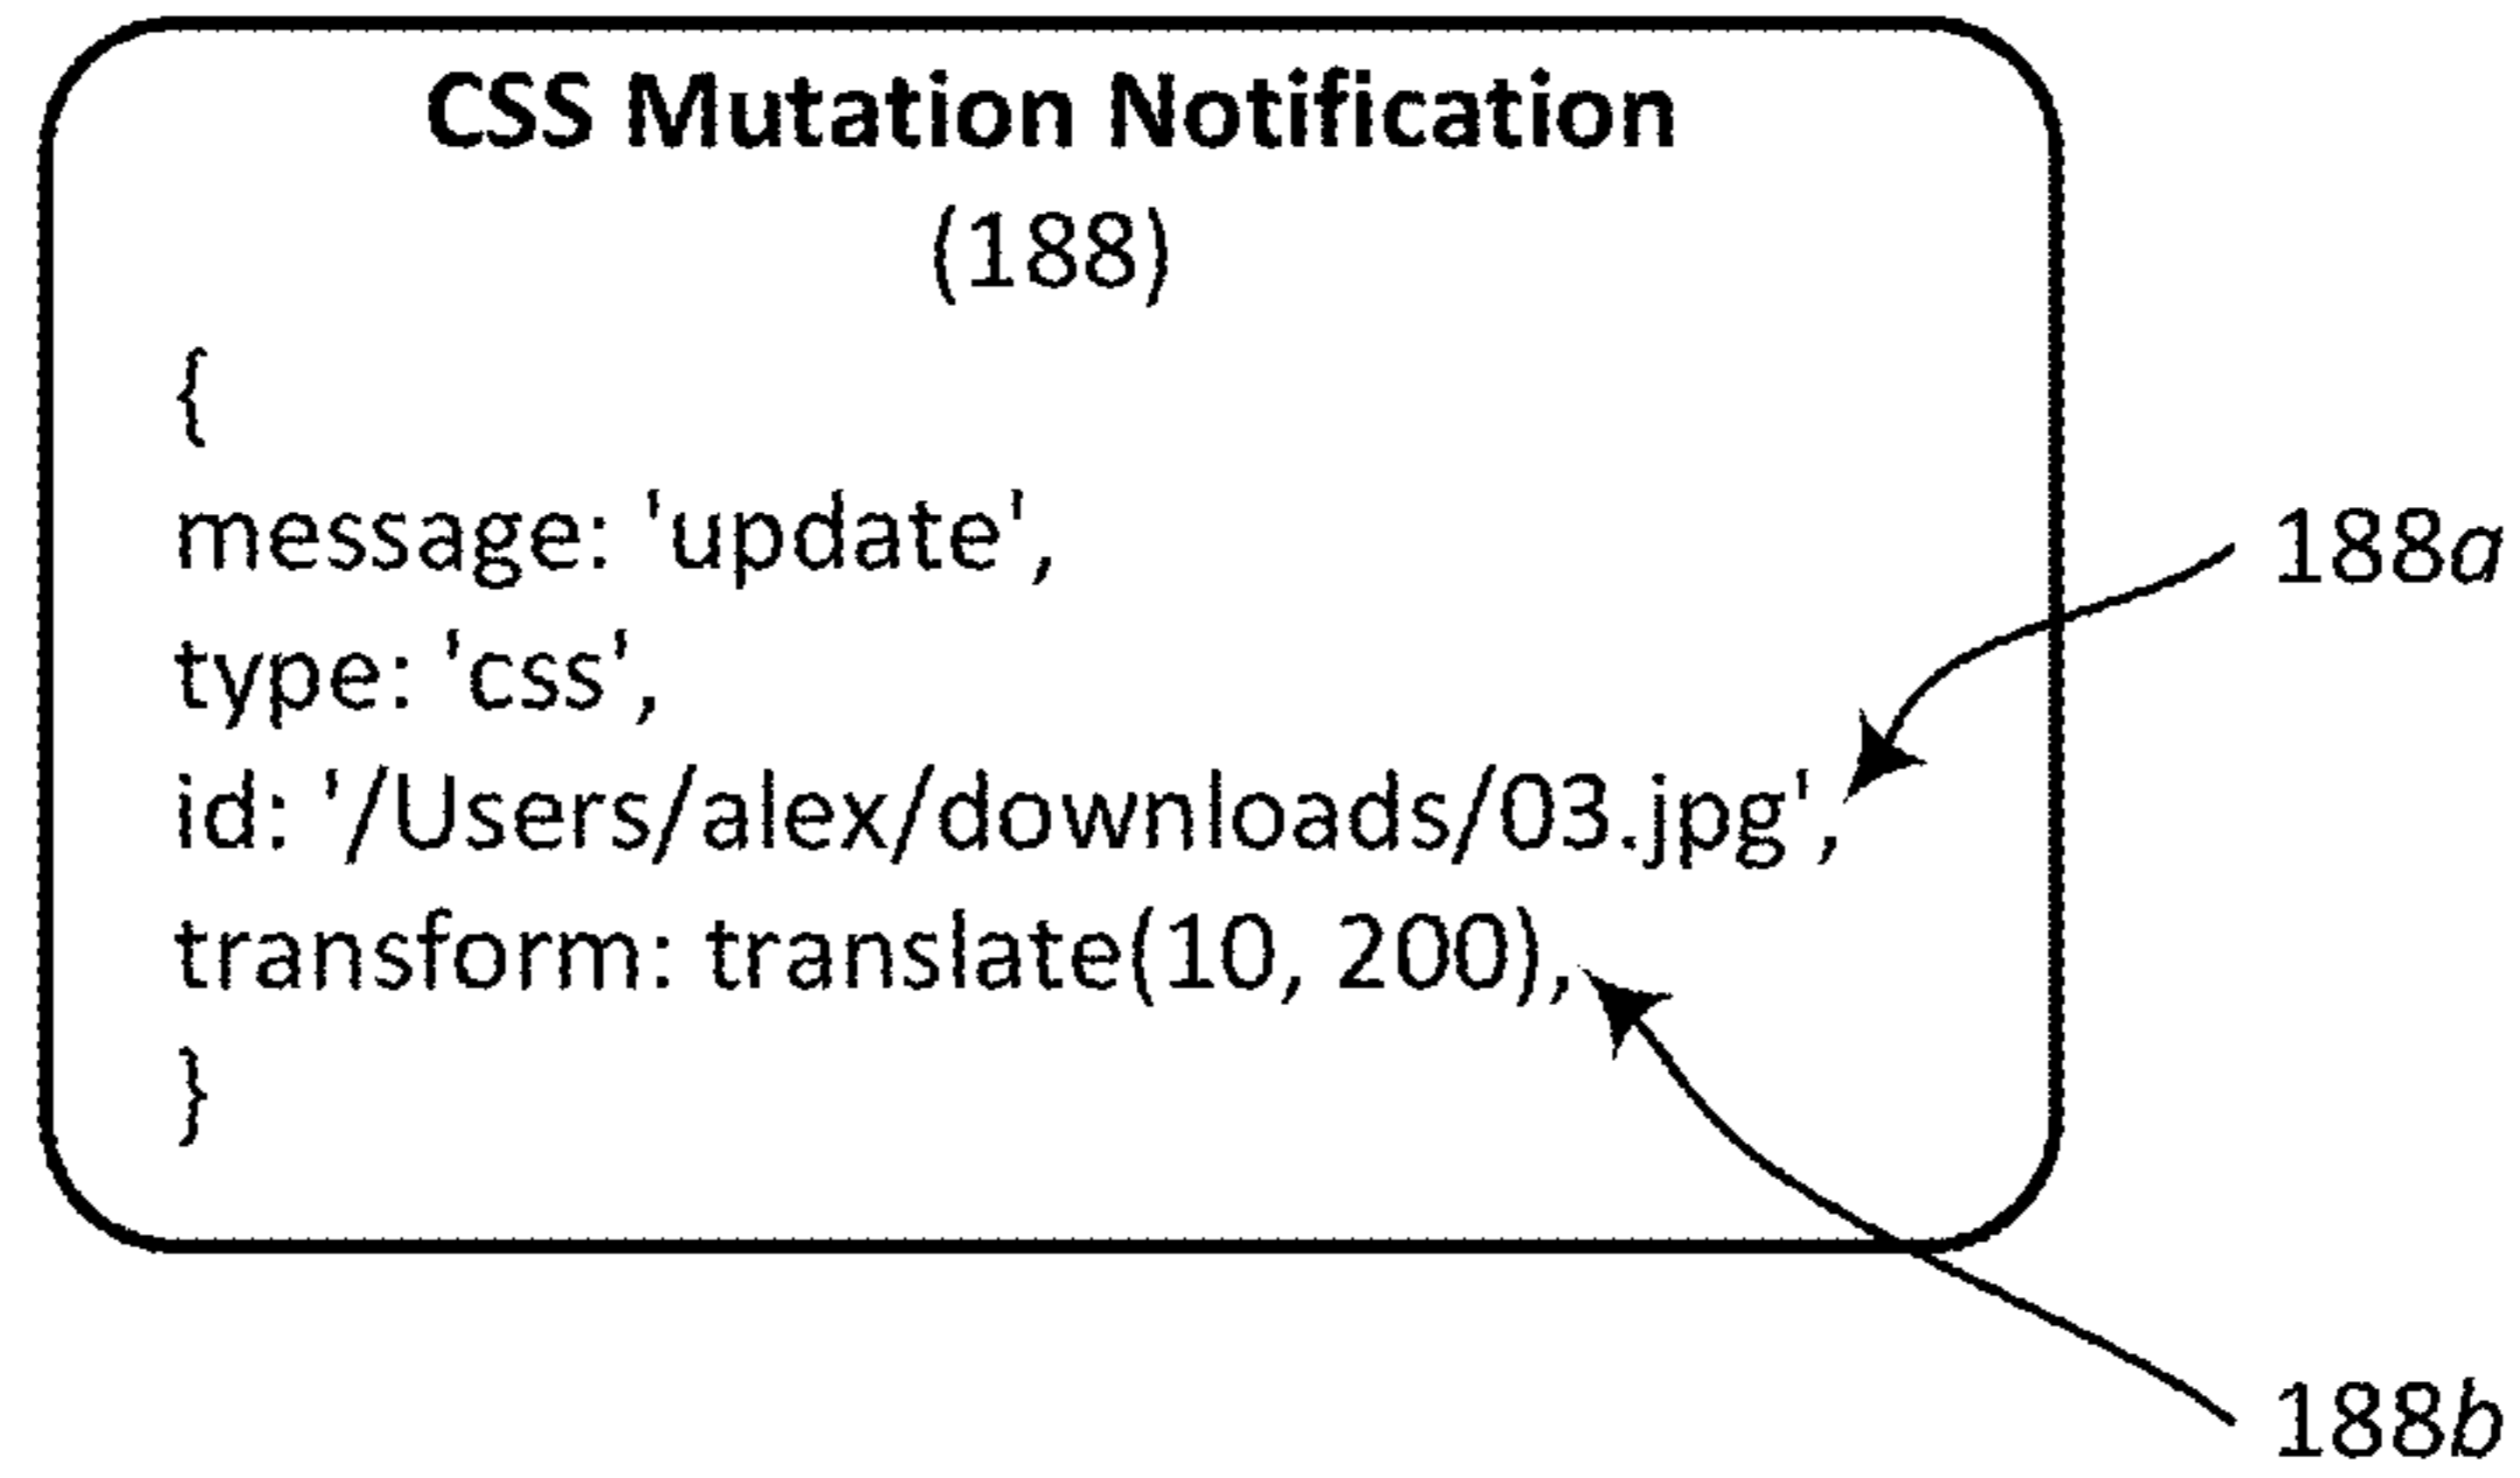 CSS Mutation Notification
(188)
{
message: 'update',
type: 'css',
id: '/Users/alex/downloads/03.jpg',
transform: translate(10, 200),
}
188a
188b